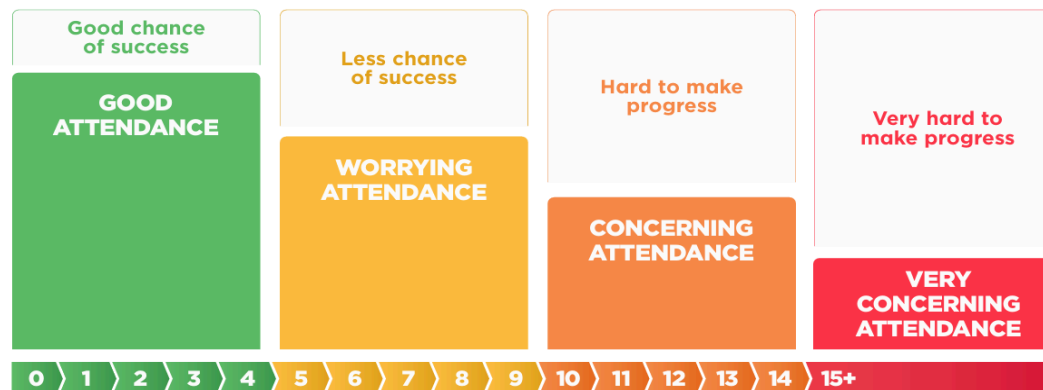 Good chance
of success
GOOD
ATTENDANCE
Less chance
of success
WORRYING
ATTENDANCE
Hard to make
progress
CONCERNING
ATTENDANCE
Very hard to
make progress
VERY
CONCERNING
ATTENDANCE
0 1 2 3 4 5 6 7 8 9 10 11 12 13 14 15+